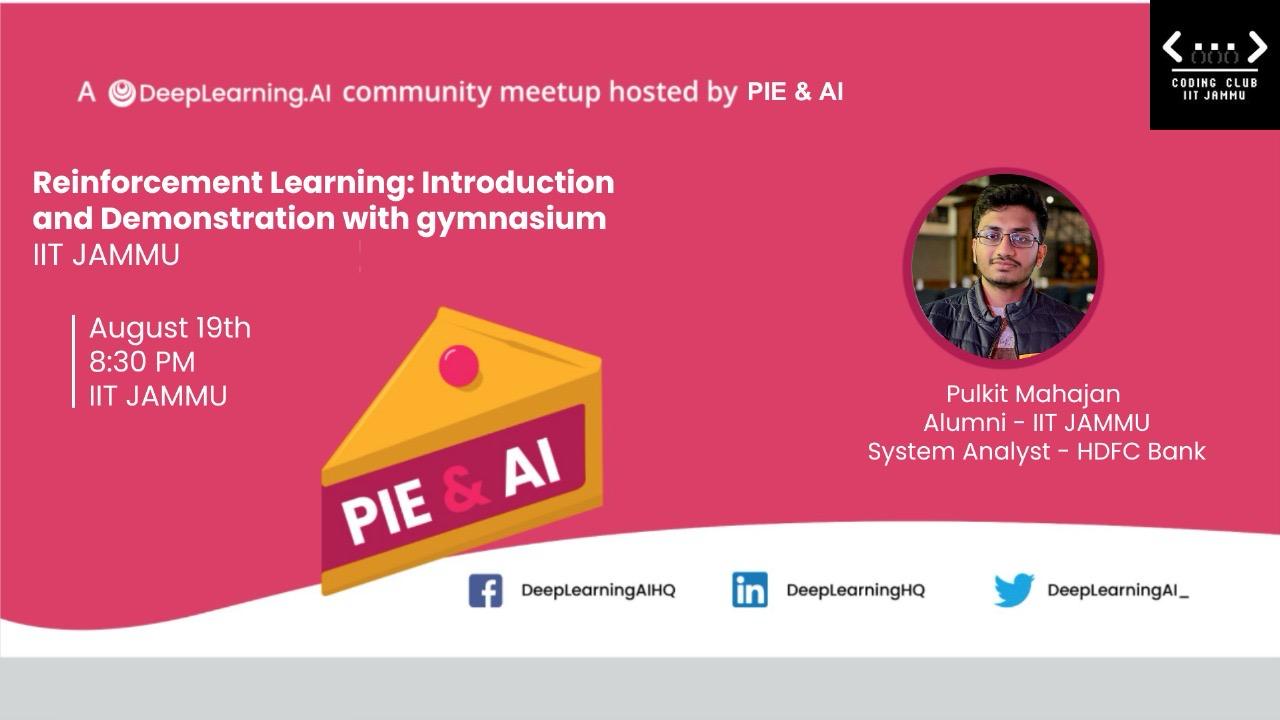 A DeepLearning.AI community meetup hosted by PIE & AI
CODING CLUB
IIT JAMMU
Reinforcement Learning: Introduction
and Demonstration with gymnasium
IIT JAMMU
August 19th
8:30 PM
IIT JAMMU
PIE & AI
Pulkit Mahajan
Alumni - IIT JAMMU
System Analyst - HDFC Bank
DeepLearningAIHQ
DeepLearningHQ
DeepLearningAI_